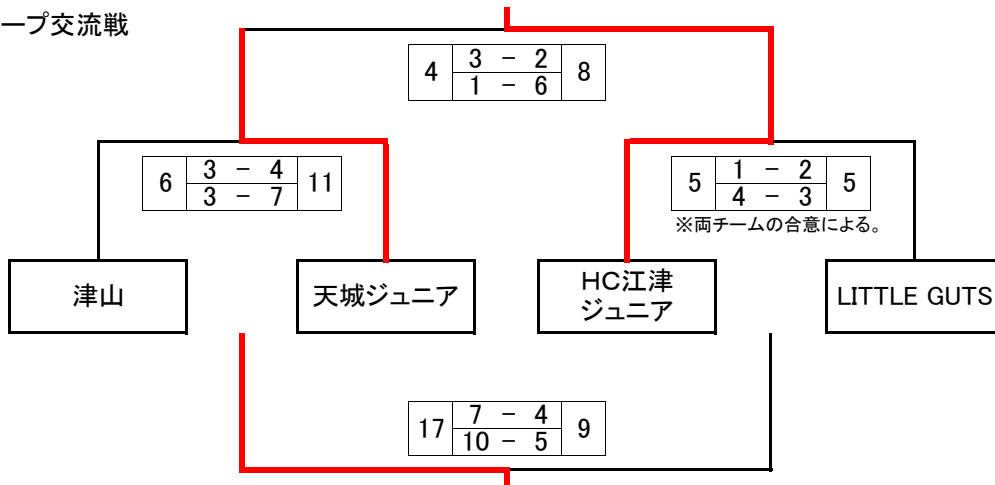 ープ交流戦
4 3 - 2 8
1 - 6
6 3 - 4 11
3 - 7
5 1 - 2 5
4 - 3
※両チームの合意による。
津山
天城ジュニア
HC江津
ジュニア
LITTLE GUTS
17 7 - 4 9
10 - 5